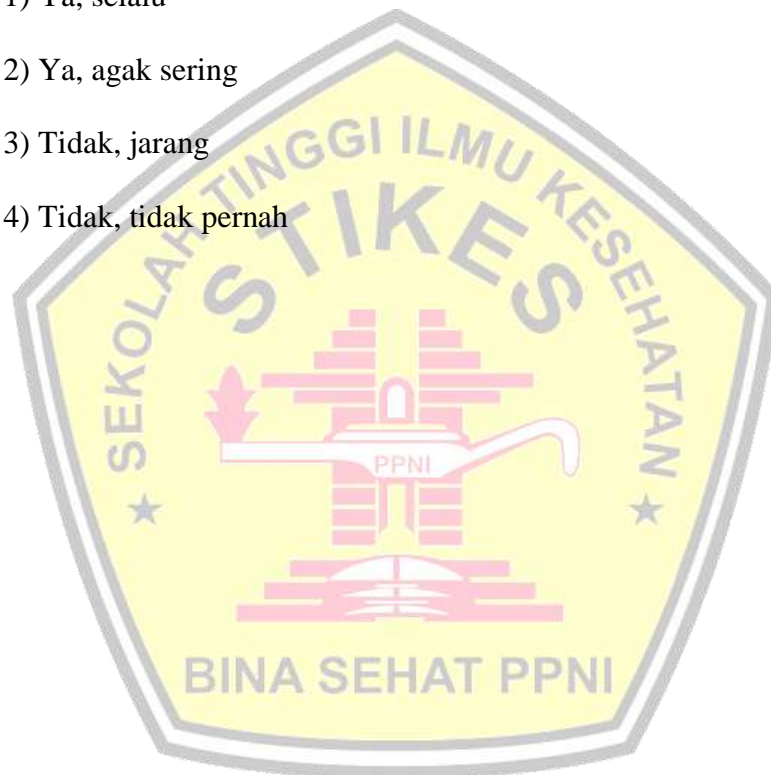 1) Ya, selalu
2) Ya, agak sering
3) Tidak, jarang
4) Tidak, tidak pernah
SEKOLAH TINGGI ILMU KESEHATAN
STIKES
PPNI
BINA SEHAT PPNI